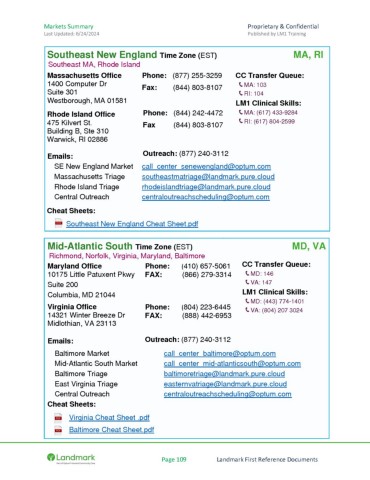 Markets Summary Proprietary & Confidential
Last Updated: 6/24/2024 Published by LM1 Training
Southeast New England Time Zone (EST) MA, RI
Southeast MA, Rhode Island
Massachusetts Office Phone: (877) 255-3259 CC Transfer Queue:
1400 Computer Dr Fax: (844) 803-8107 MA: 103
Suite 301 RI: 104
Westborough, MA 01581 LM1 Clinical Skills:
Rhode Island Office Phone: (844) 242-4472 MA: (617) 433-9284
475 Kilvert St. Fax (844) 803-8107 RI: (617) 604-2599
Building B, Ste 310
Warwick, RI 02886
Emails: Outreach: (877) 240-3112
SE New England Market call_center_senewengland@optum.com
Massachusetts Triage southeastmatriage@landmark.pure.cloud
Rhode Island Triage rhodeislandtriage@landmark.pure.cloud
Central Outreach centraloutreachscheduling@optum.com
Cheat Sheets:
Southeast New England Cheat Sheet.pdf
Mid-Atlantic South Time Zone (EST) MD, VA
Richmond, Norfolk, Virginia, Maryland, Baltimore
Maryland Office Phone: (410) 657-5061 CC Transfer Queue:
10175 Little Patuxent Pkwy FAX: (866) 279-3314 MD: 146
Suite 200 VA: 147
Columbia, MD 21044 LM1 Clinical Skills:
Virginia Office Phone: (804) 223-6445 MD: (443) 774-1401
14321 Winter Breeze Dr FAX: (888) 442-6953 VA: (804) 207 3024
Midlothian, VA 23113
Emails: Outreach: (877) 240-3112
Baltimore Market call_center_baltimore@optum.com
Mid-Atlantic South Market call_center_mid-atlanticsouth@optum.com
Baltimore Triage baltimoretriage@landmark.pure.cloud
East Virginia Triage easternvatriage@landmark.pure.cloud
Central Outreach centraloutreachscheduling@optum.com
Cheat Sheets:
Virginia Cheat Sheet .pdf
Baltimore Cheat Sheet.pdf
Landmark Page 109 Landmark First Reference Documents